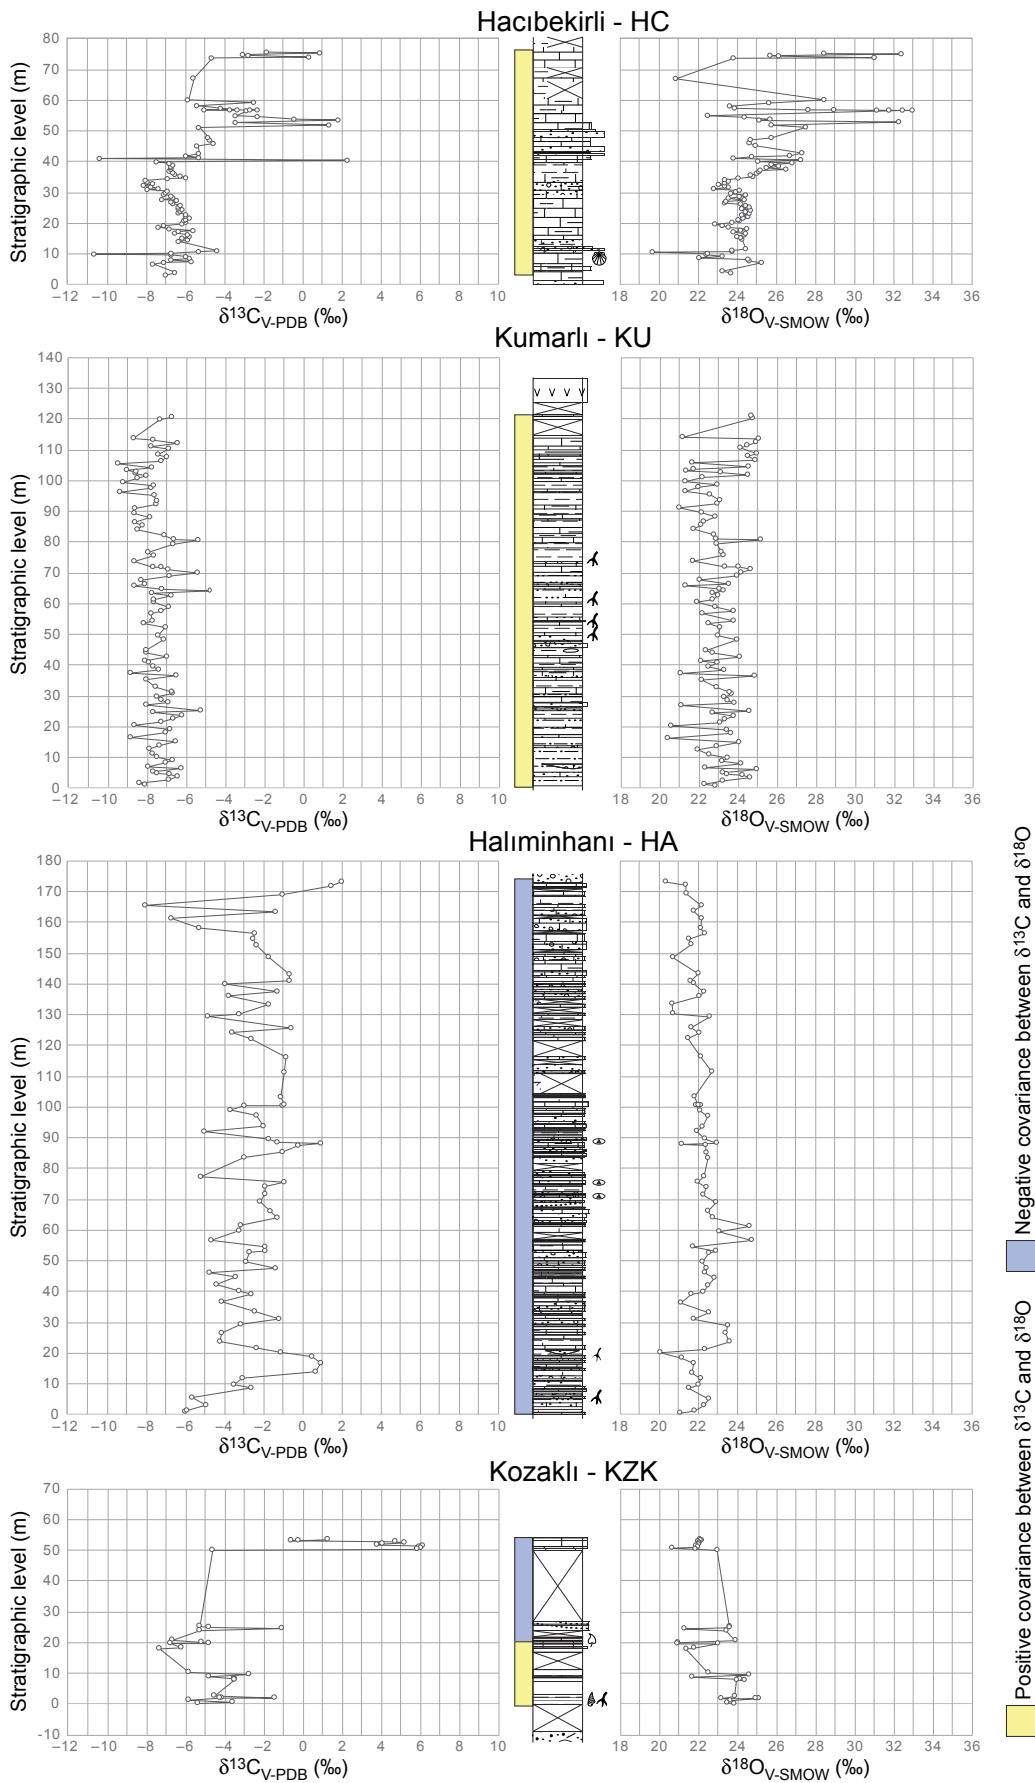 Hacıbekirli - HC
Stratigraphic level (m)
80
70
60
50
40
30
20
10
0
−12 −10 −8 −6 −4 −2 0 2 4 6 8 10
δ13CV-PDB (‰)
18 20 22 24 26 28 30 32 34 36
δ18OV-SMOW (‰)
Kumarlı - KU
Stratigraphic level (m)
140
130
120
110
100
90
80
70
60
50
40
30
20
10
0
−12 −10 −8 −6 −4 −2 0 2 4 6 8 10
δ13CV-PDB (‰)
18 20 22 24 26 28 30 32 34 36
δ18OV-SMOW (‰)
Halıminhanı - HA
Stratigraphic level (m)
180
170
160
150
140
130
120
110
100
90
80
70
60
50
40
30
20
10
0
−12 −10 −8 −6 −4 −2 0 2 4 6 8 10
δ13CV-PDB (‰)
18 20 22 24 26 28 30 32 34 36
δ18OV-SMOW (‰)
Kozaklı - KZK
Stratigraphic level (m)
70
60
50
40
30
20
10
0
-10
−12 −10 −8 −6 −4 −2 0 2 4 6 8 10
δ13CV-PDB (‰)
18 20 22 24 26 28 30 32 34 36
δ18OV-SMOW (‰)
Negative covariance between δ13C and δ18O
Positive covariance between δ13C and δ18O